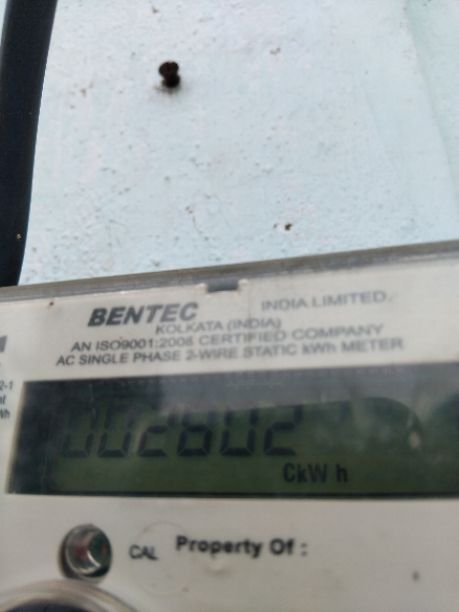 BENTEC INDIA LIMITED.
KOLKATA (INDIA)
AN ISO9001:2008 CERTIFIED COMPANY
AC SINGLE PHASE 2-WIRE STATIC kWh METER
002602
CkW h
CAL Property Of :